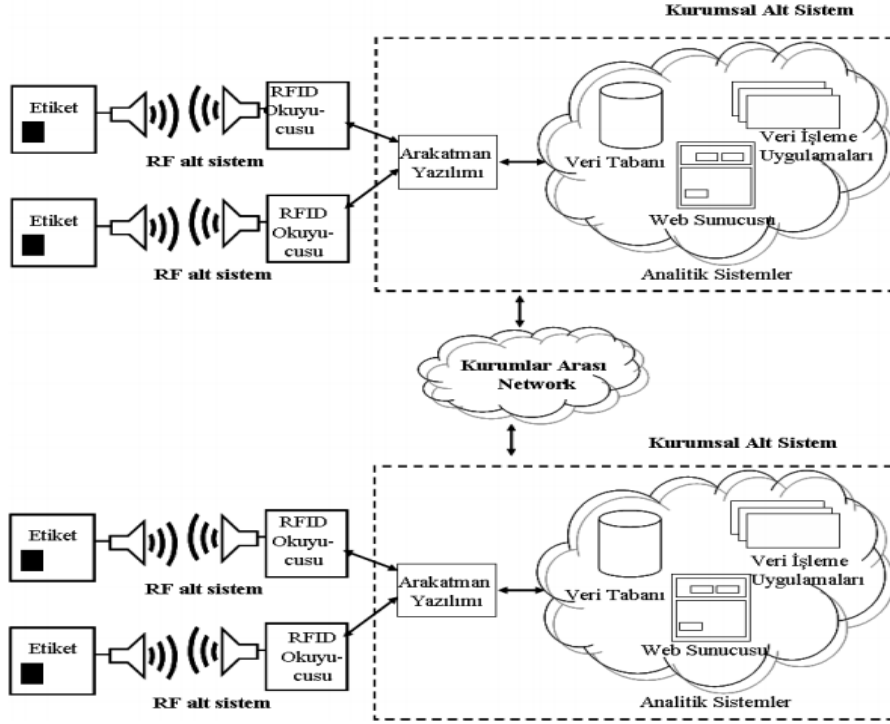 Kurumsal Alt Sistem
Etiket
RFID
Okuyu-
cusu
RF alt sistem
Etiket
RFID
Okuyu-
cusu
RF alt sistem
Arakatman
Yazılımı
Veri Tabanı
Veri İşleme
Uygulamaları
Web Sunucusu
Analitik Sistemler
Kurumlar Arası
Network
Kurumsal Alt Sistem
Etiket
RFID
Okuyu-
cusu
RF alt sistem
Etiket
RFID
Okuyu-
cusu
RF alt sistem
Arakatman
Yazılımı
Veri Tabanı
Veri İşleme
Uygulamaları
Web Sunucusu
Analitik Sistemler